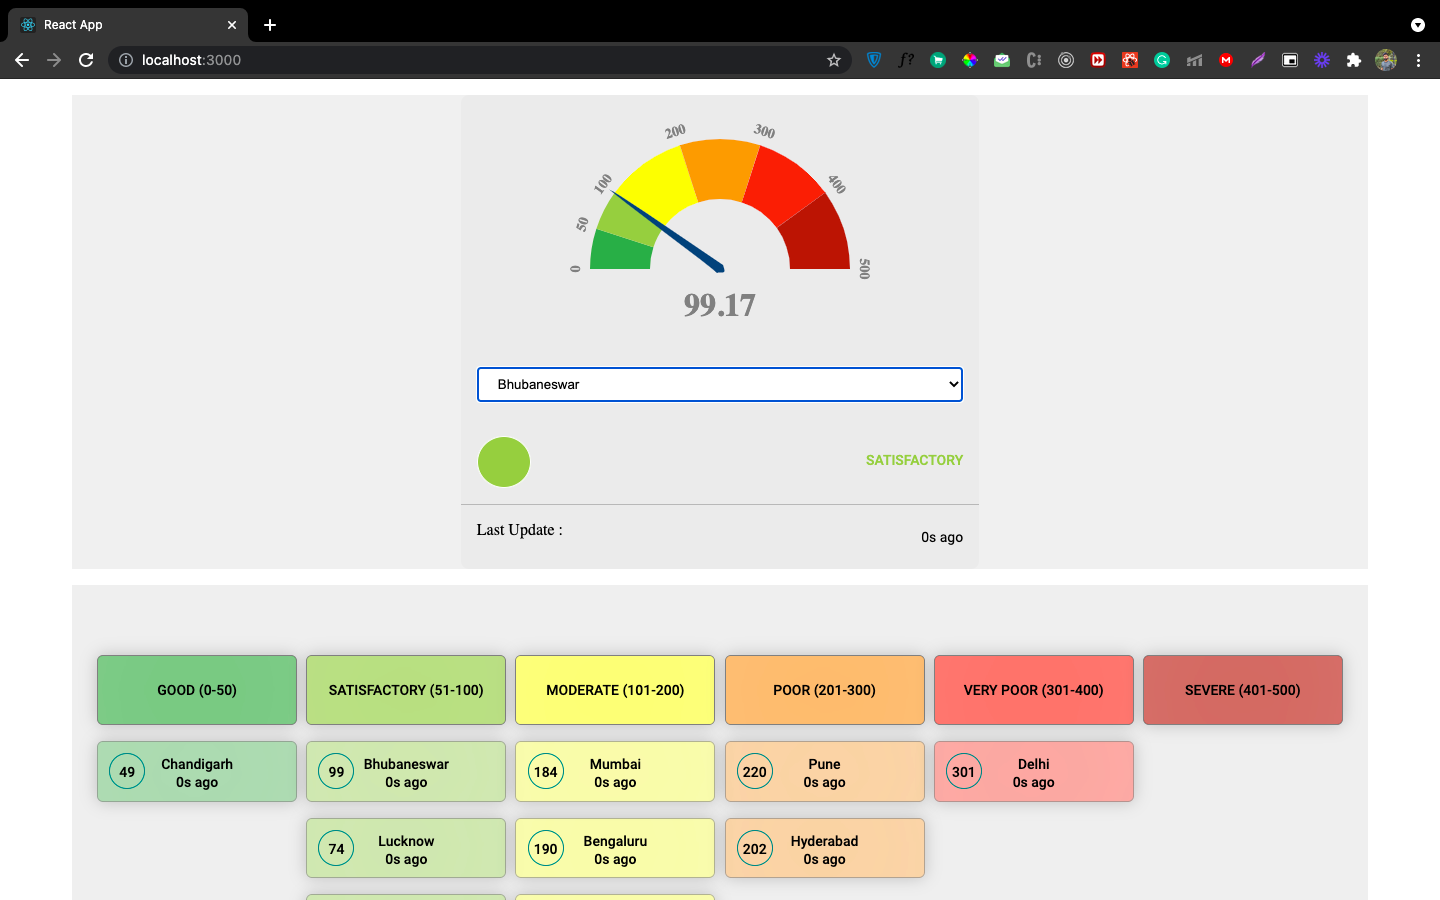 React App
localhost:3000
200
300
100
400
50
0
500
99.17
Bhubaneswar
SATISFACTORY
Last Update :
0s ago
GOOD (0-50)
SATISFACTORY (51-100)
MODERATE (101-200)
POOR (201-300)
VERY POOR (301-400)
SEVERE (401-500)
49
Chandigarh
0s ago
99
Bhubaneswar
0s ago
184
Mumbai
0s ago
220
Pune
0s ago
301
Delhi
0s ago
74
Lucknow
0s ago
190
Bengaluru
0s ago
202
Hyderabad
0s ago